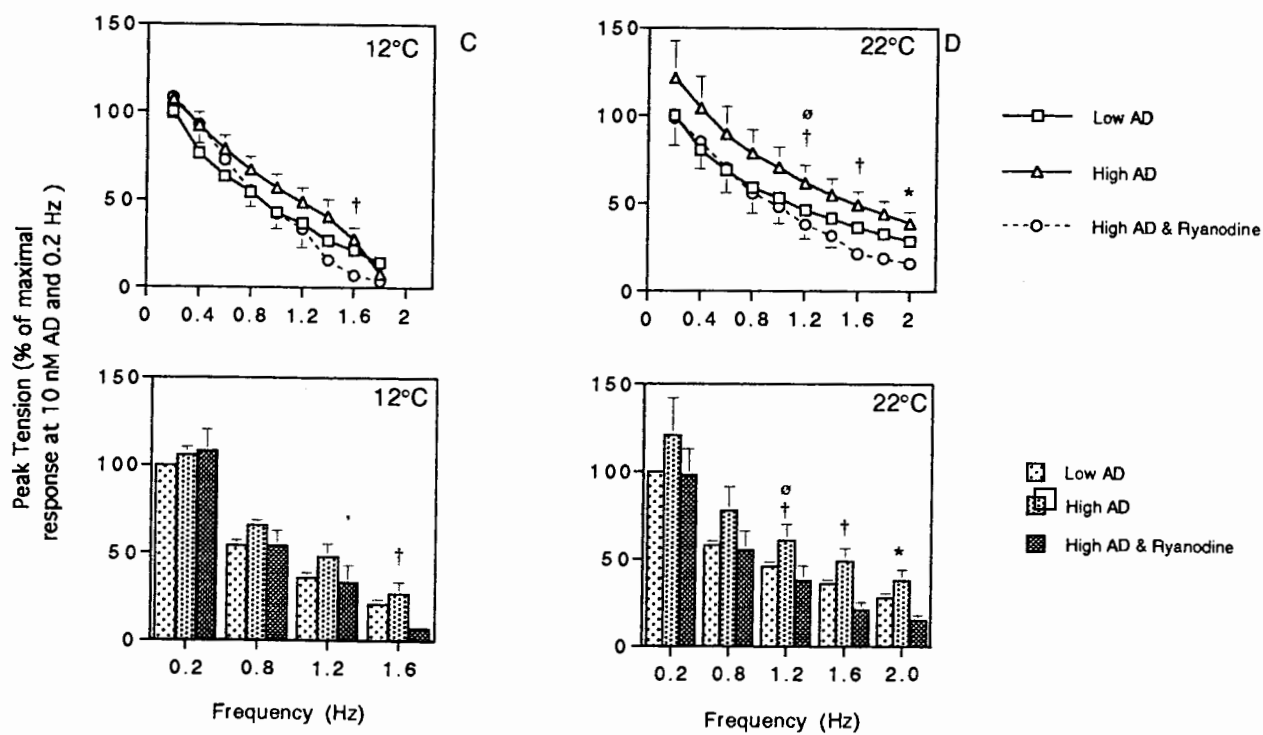 Peak Tension (% of maximal
response at 10 nM AD and 0.2 Hz )
150
100
50
0
12°C
C
0 0.4 0.8 1.2 1.6 2
†
150
100
50
0
22°C
D
ø
†
†
*
0 0.4 0.8 1.2 1.6 2
Low AD
High AD
High AD & Ryanodine
150
100
50
0
12°C
†
0.2 0.8 1.2 1.6
Frequency (Hz)
150
100
50
0
22°C
ø
†
†
*
0.2 0.8 1.2 1.6 2.0
Frequency (Hz)
Low AD
High AD
High AD & Ryanodine